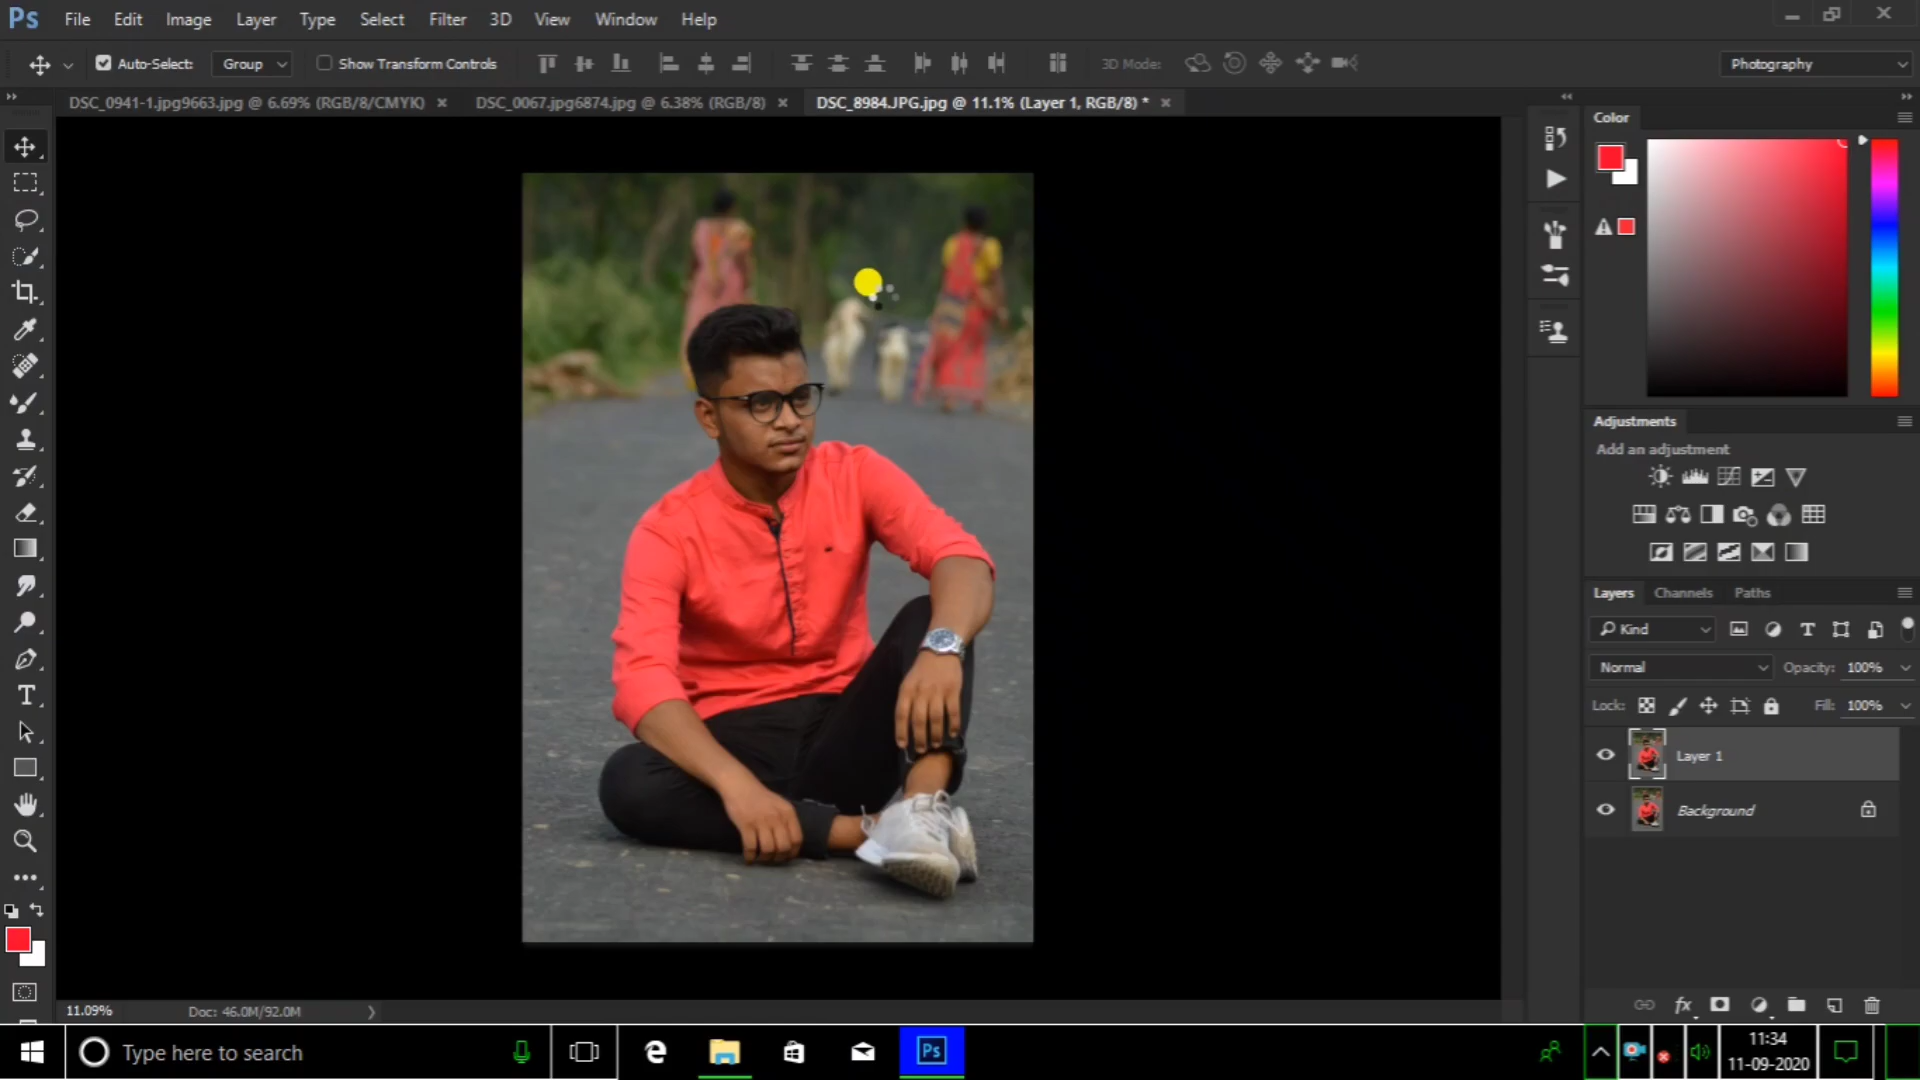 Ps File Edit Image Layer Type Select Filter 3D View Window Help
Auto-Select: Group Show Transform Controls 3D Mode: Photography
DSC_0941-1.jpg9663.jpg @ 6.69% (RGB/8/CMYK) × DSC_0067.jpg6874.jpg @ 6.38% (RGB/8) × DSC_8984.JPG.jpg @ 11.1% (Layer 1, RGB/8) * ×
Color
Adjustments
Add an adjustment
Layers Channels Paths
Kind
Normal Opacity: 100%
Lock: Fill: 100%
Layer 1
Background
11.09% Doc: 46.0M/92.0M
Type here to search
Ps
11:34
11-09-2020